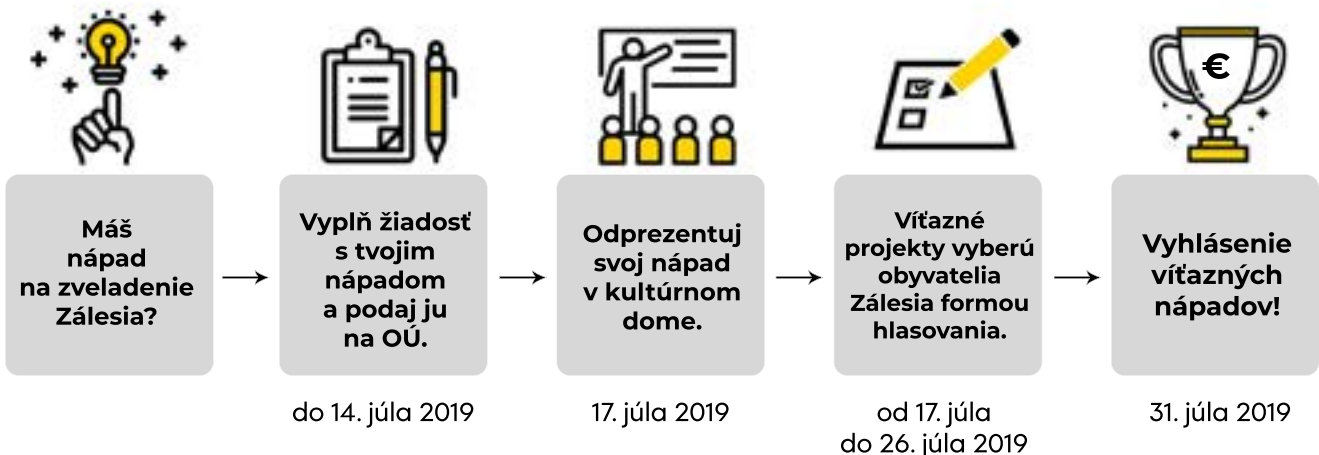 €
Máš
nápad
na zveladenie
Zálesia?
Vyplň žiadosť
s tvojim
nápadom
a podaj ju
na OÚ.
do 14. júla 2019
Odprezentuj
svoj nápad
v kultúrnom
dome.
17. júla 2019
Víťazné
projekty vyberú
obyvatelia
Zálesia formou
hlasovania.
od 17. júla
do 26. júla 2019
Vyhlásenie
víťazných
nápadov!
31. júla 2019